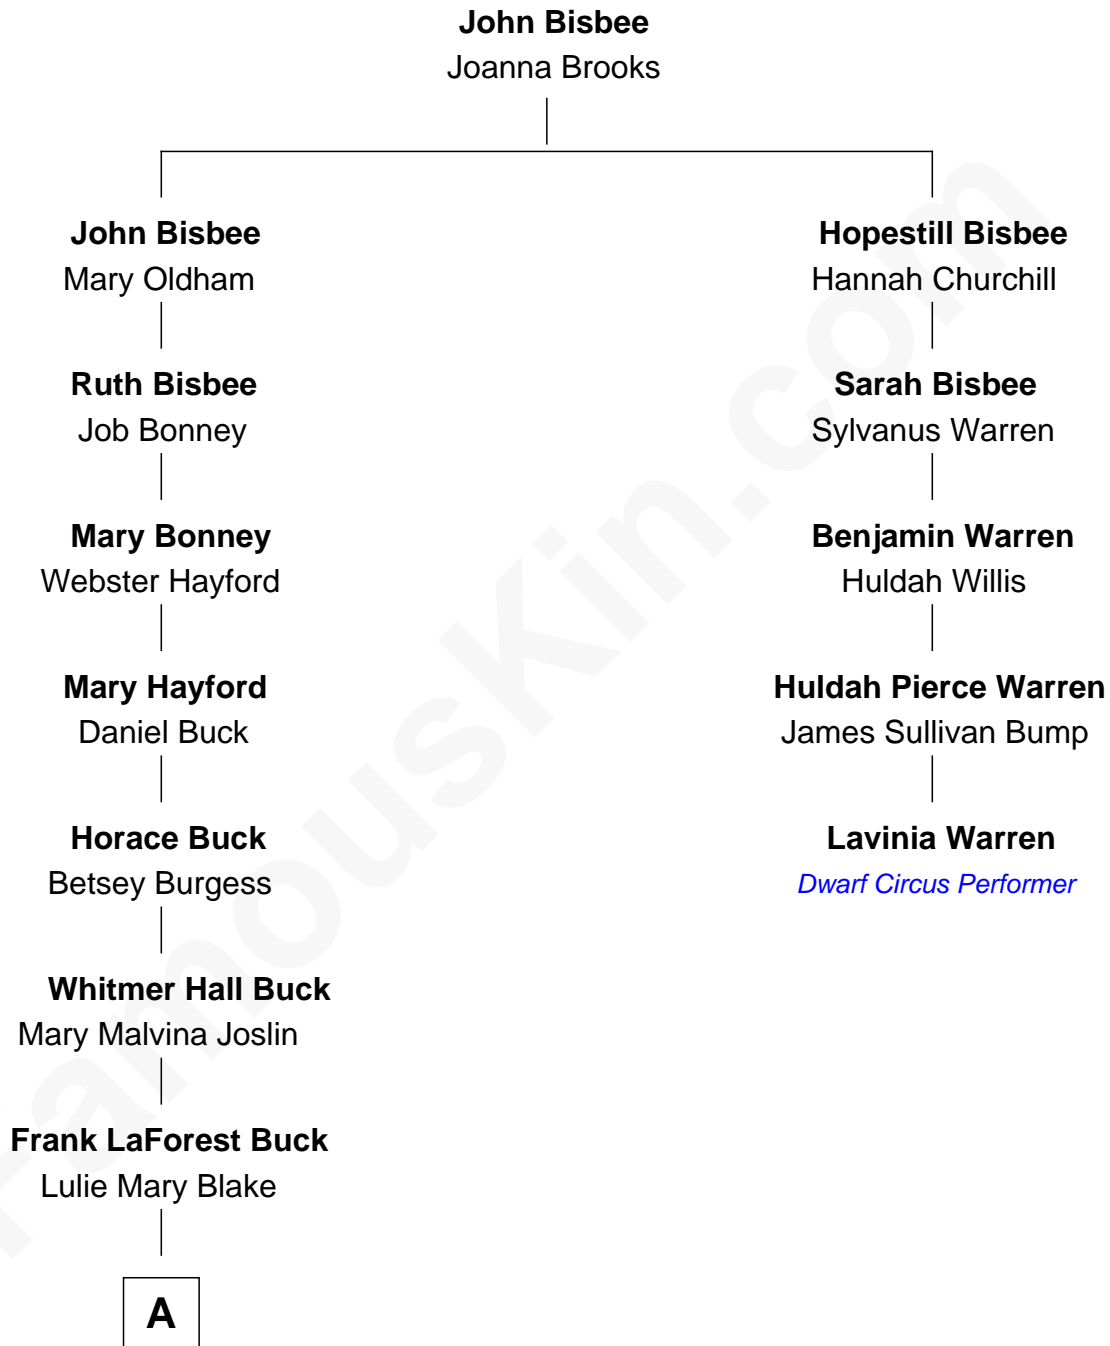 John Bisbee
Joanna Brooks
John Bisbee
Mary Oldham
Hopestill Bisbee
Hannah Churchill
Ruth Bisbee
Job Bonney
Sarah Bisbee
Sylvanus Warren
Mary Bonney
Webster Hayford
Benjamin Warren
Huldah Willis
Mary Hayford
Daniel Buck
Huldah Pierce Warren
James Sullivan Bump
Horace Buck
Betsey Burgess
Lavinia Warren
Dwarf Circus Performer
Whitmer Hall Buck
Mary Malvina Joslin
Frank LaForest Buck
Lulie Mary Blake
A
FamousKin.com